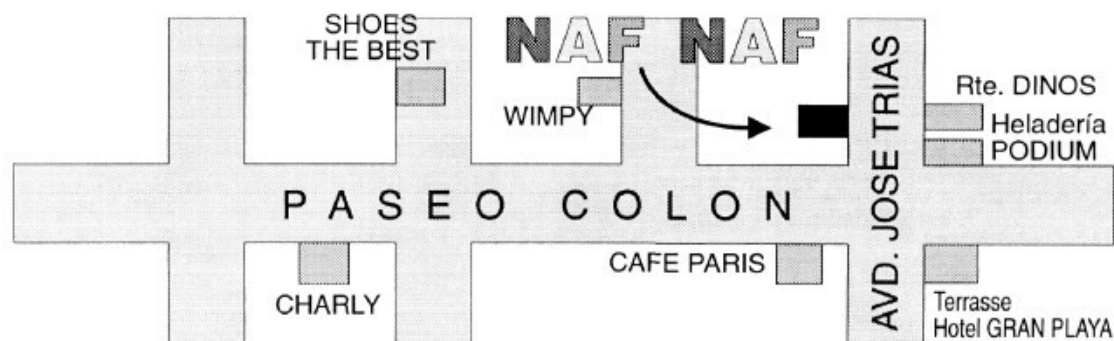 SHOES
THE BEST
NAF NAF
WIMPY
Rte. DINOS
Heladería
PODIUM
AVD. JOSE TRIAS
PASEO COLON
CHARLY
CAFE PARIS
Terrasse
Hotel GRAN PLAYA